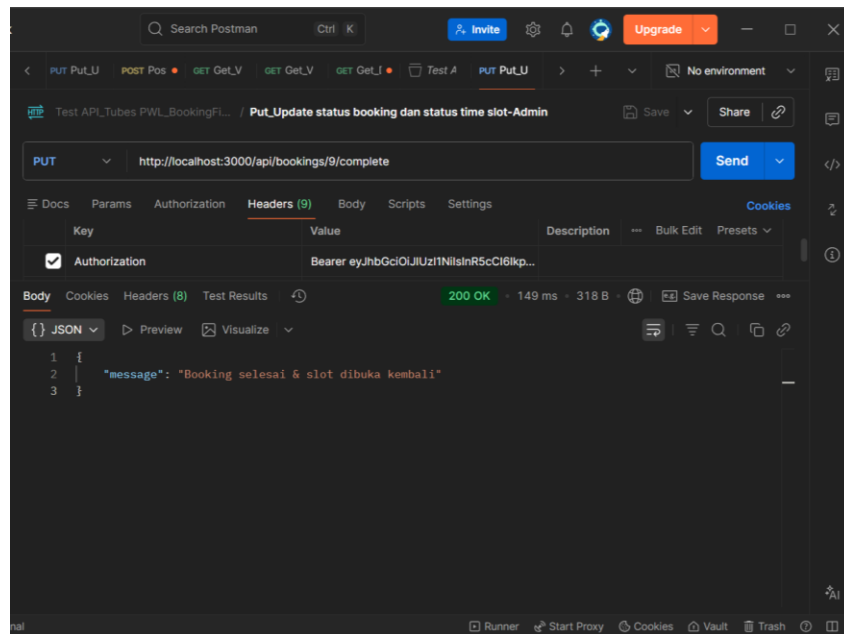 Search Postman Ctrl K Invite Upgrade
PUT Put_U POST Pos GET Get_V GET Get_V GET Get_[ Test A PUT Put_U No environment
HTTP Test API_Tubes PWL_BookingFi... / Put_Update status booking dan status time slot-Admin Save Share
PUT http://localhost:3000/api/bookings/9/complete Send
Docs Params Authorization Headers (9) Body Scripts Settings Cookies
Key Value Description Bulk Edit Presets
Authorization Bearer eyJhbGciOiJIUzI1NiIsInR5cCI6Ikp...
Body Cookies Headers (8) Test Results 200 OK 149 ms 318 B Save Response
{} JSON Preview Visualize
1 {
2 "message": "Booking selesai & slot dibuka kembali"
3 }
AI
nal Runner Start Proxy Cookies Vault Trash